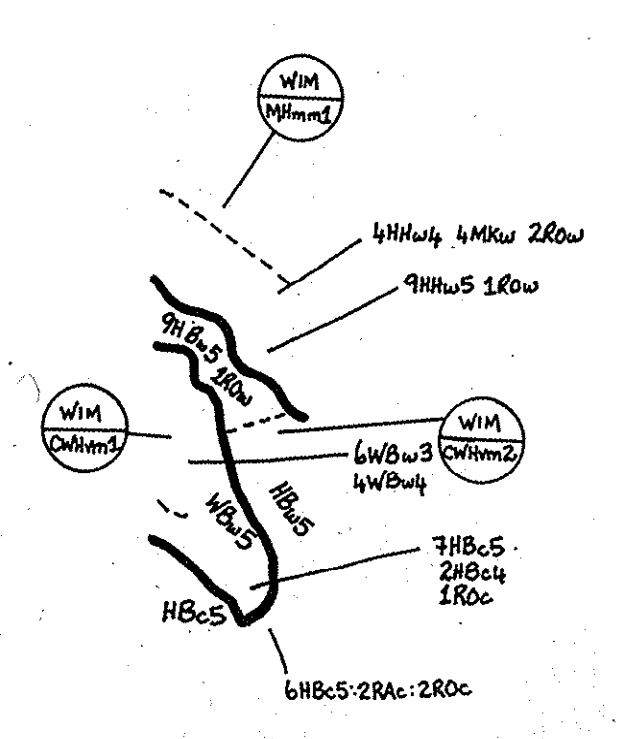 WIM
MHmm1
4HHw4 4MKw 2ROw
9HHw5 1ROw
9HBw5
1ROw
WIM
CWHvm1
WIM
CWHvm2
6WBw3
4WBw4
HBw5
WBw5
7HBc5
2HBc4
1ROc
HBc5
6HBc5:2RAc:2ROc